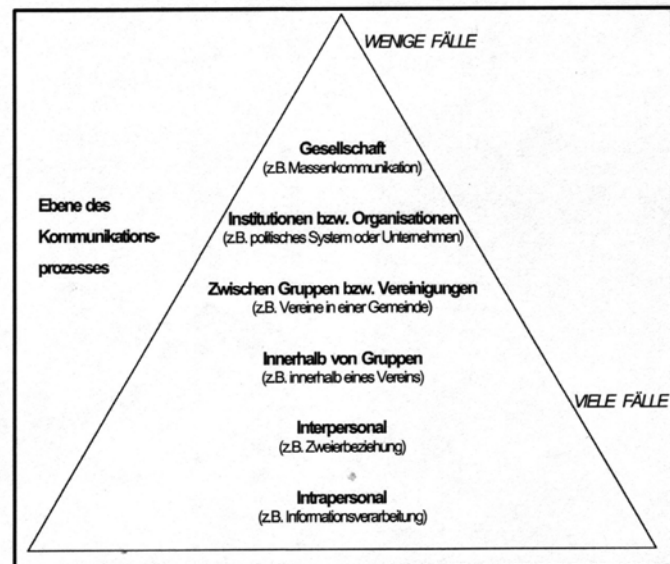 WENIGE FÄLLE
Gesellschaft
(z.B. Massenkommunikation)
Ebene des
Kommunikations-
prozesses
Institutionen bzw. Organisationen
(z.B. politisches System oder Unternehmen)
Zwischen Gruppen bzw. Vereinigungen
(z.B. Vereine in einer Gemeinde)
Innerhalb von Gruppen
(z.B. innerhalb eines Vereins)
VIELE FÄLLE
Interpersonal
(z.B. Zweierbeziehung)
Intrapersonal
(z.B. Informationsverarbeitung)